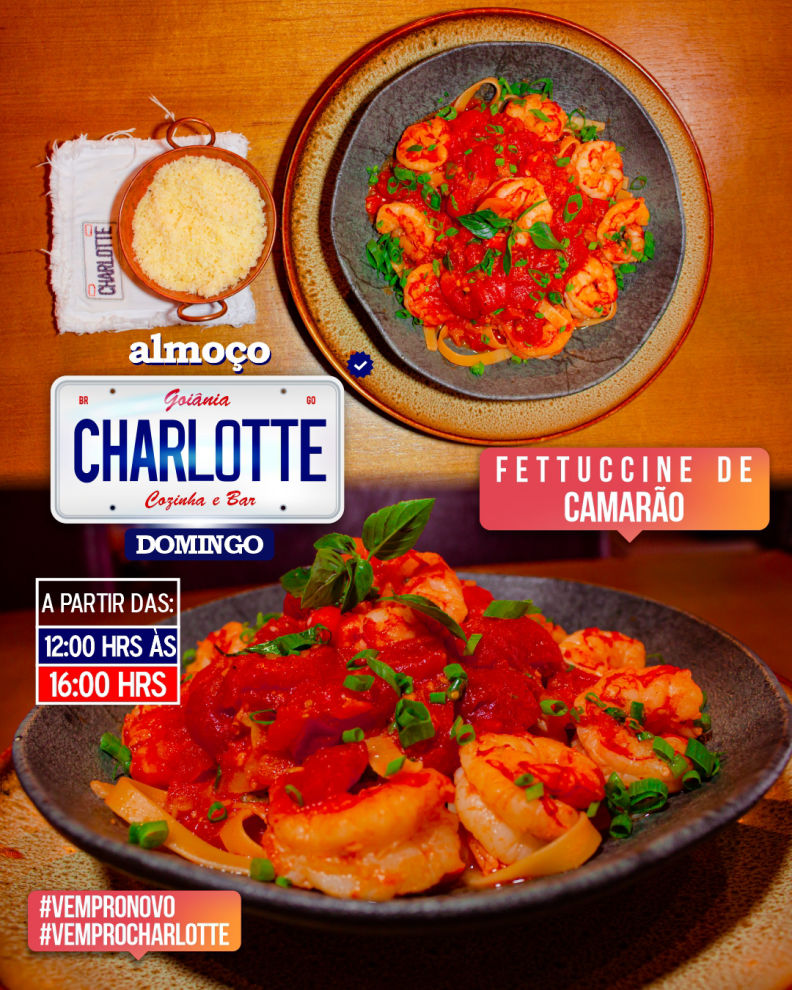 CHARLOTTE
almoço
BR Goiânia GO
CHARLOTTE
Cozinha e Bar
DOMINGO
FETTUCCINE DE
CAMARÃO
A PARTIR DAS:
12:00 HRS ÀS
16:00 HRS
#VEMPRONOVO
#VEMPROCHARLOTTE